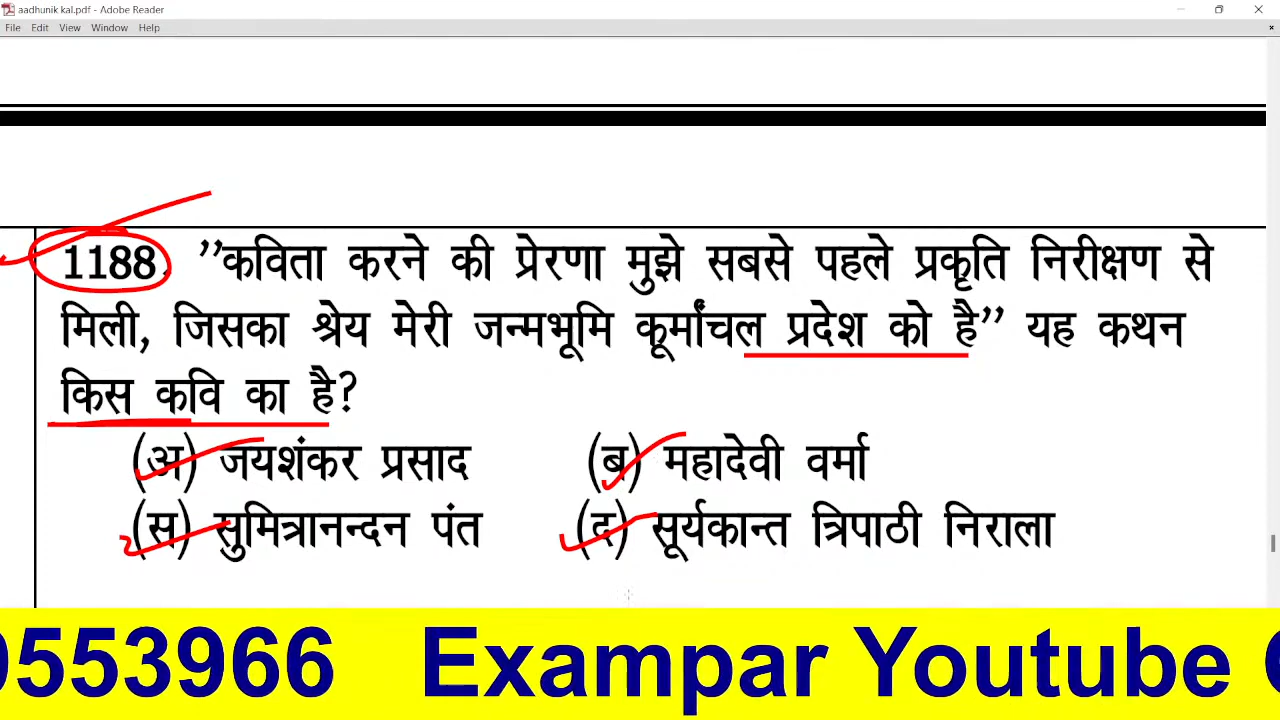 aadhunik kal.pdf - Adobe Reader
File Edit View Window Help
1188. ”कविता करने की प्रेरणा मुझे सबसे पहले प्रकृति निरीक्षण से
मिली, जिसका श्रेय मेरी जन्मभूमि कूर्मांचल प्रदेश को है” यह कथन
किस कवि का है?
(अ) जयशंकर प्रसाद (ब) महादेवी वर्मा
(स) सुमित्रानन्दन पंत (द) सूर्यकान्त त्रिपाठी निराला
0553966 Exampar Youtube